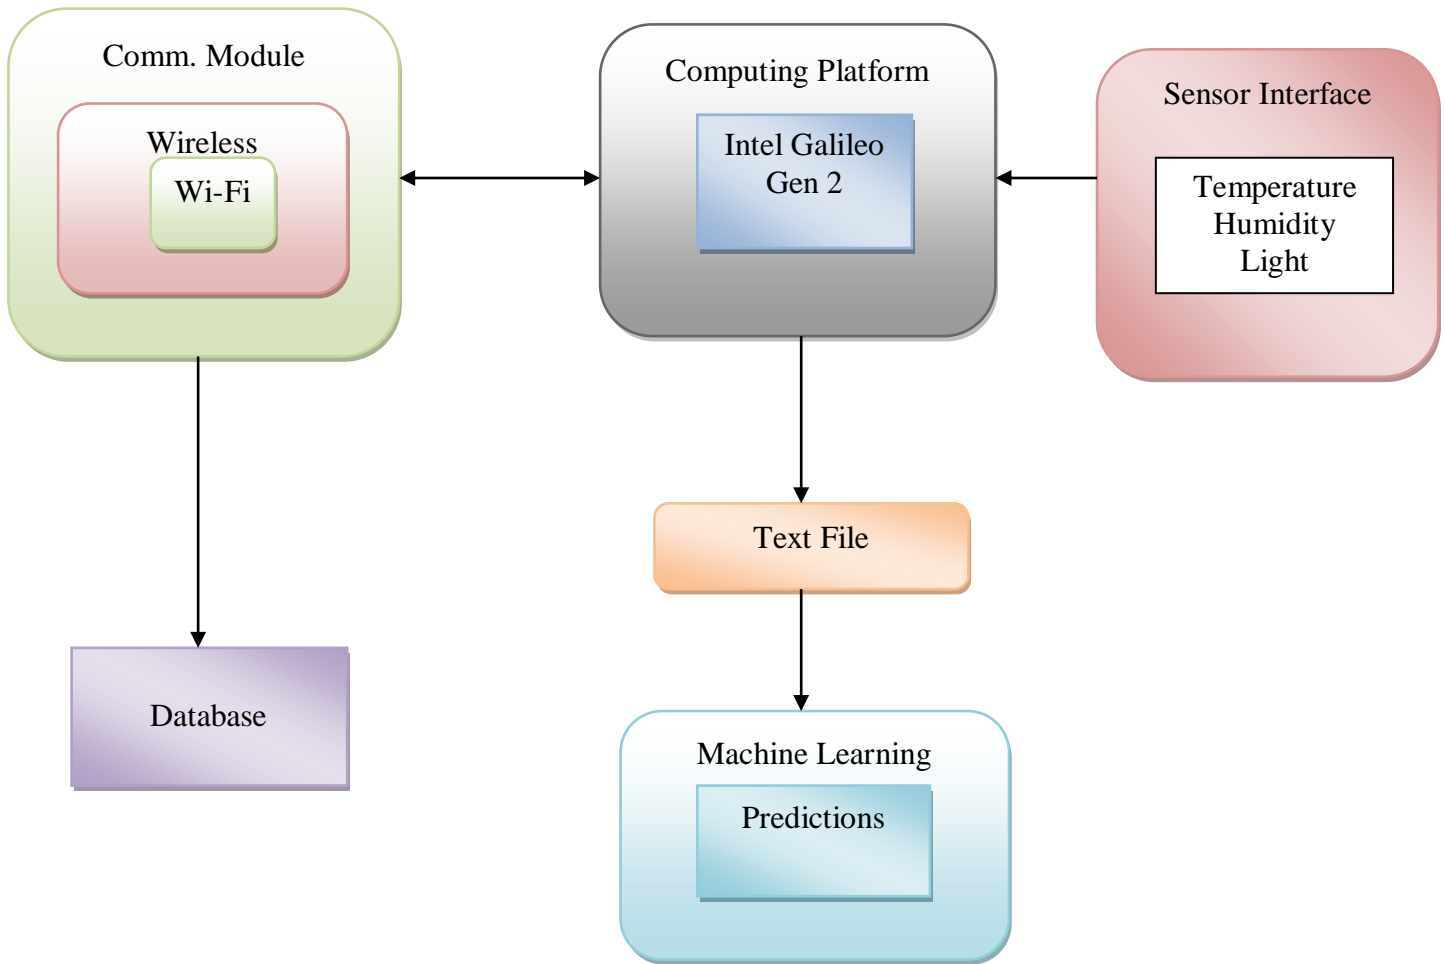 Comm. Module
Wireless
Wi-Fi
Computing Platform
Intel Galileo
Gen 2
Sensor Interface
Temperature
Humidity
Light
Text File
Database
Machine Learning
Predictions